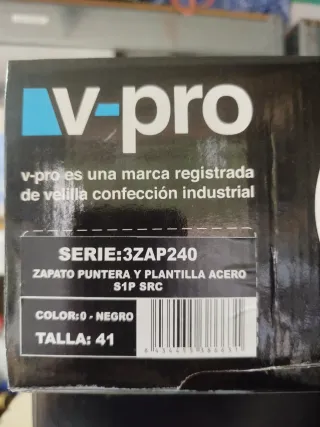 v-pro
v-pro es una marca registrada
de velilla confección industrial
SERIE:3ZAP240
ZAPATO PUNTERA Y PLANTILLA ACERO
S1P SRC
COLOR:0 - NEGRO
TALLA: 41